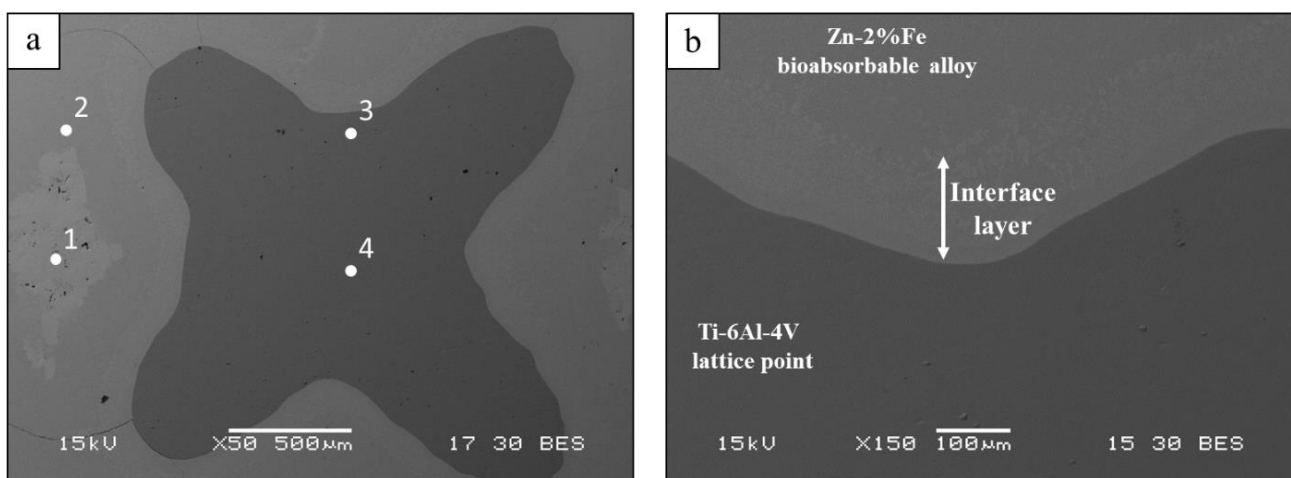 a
2
3
1
4
15kV X50 500μm 17 30 BES
b
Zn-2%Fe
bioabsorbable alloy
Interface
layer
Ti-6Al-4V
lattice point
15kV X150 100μm 15 30 BES